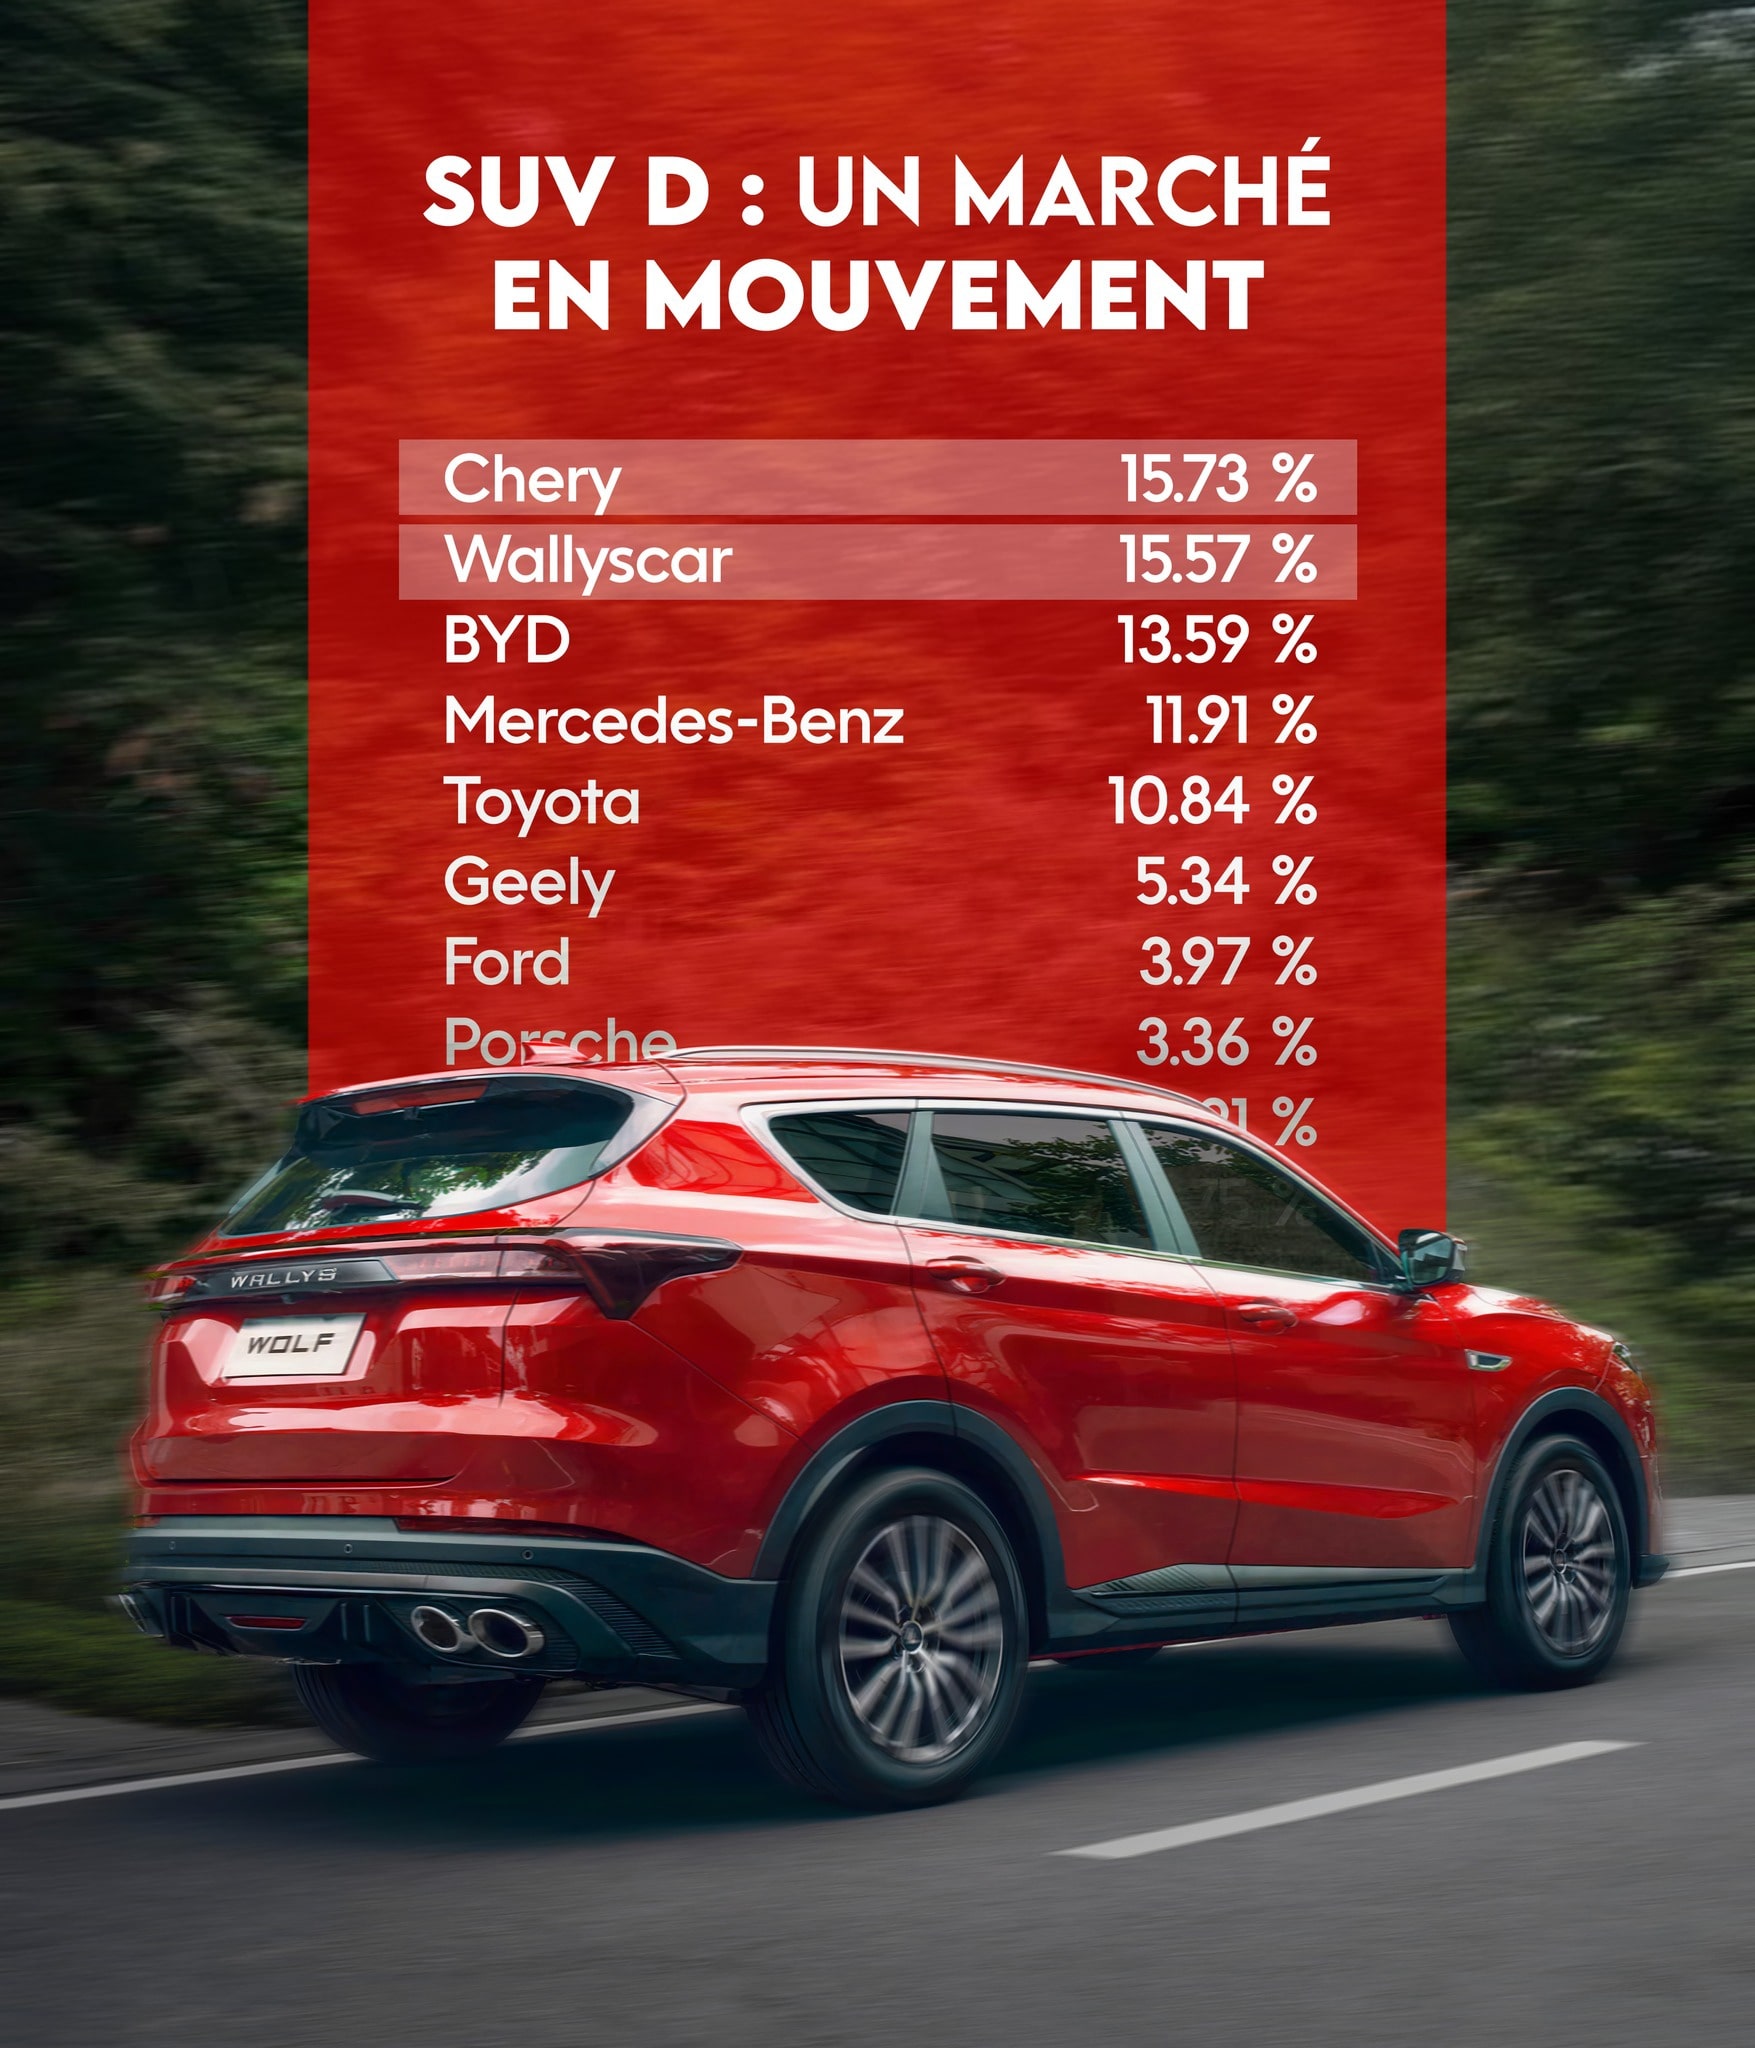 SUV D : UN MARCHÉ
EN MOUVEMENT
Chery 15.73 %
Wallyscar 15.57 %
BYD 13.59 %
Mercedes-Benz 11.91 %
Toyota 10.84 %
Geely 5.34 %
Ford 3.97 %
Porsche 3.36 %
%
WALLYS
WOLF